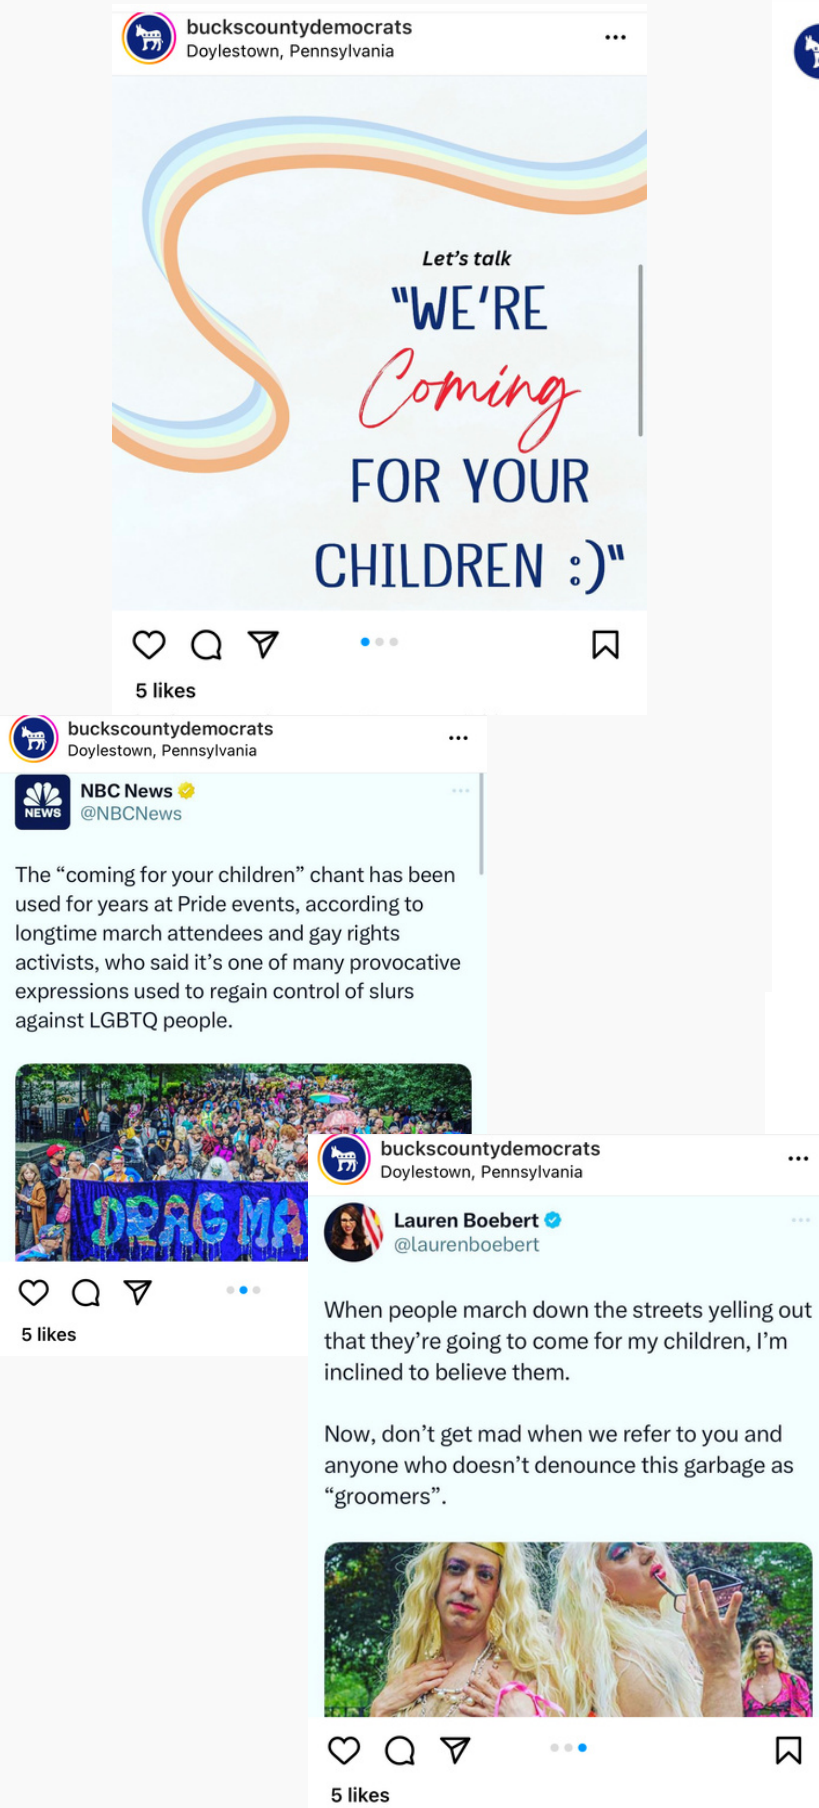 buckscountydemocrats
Doylestown, Pennsylvania
Let's talk
"WE'RE
Coming
FOR YOUR
CHILDREN :)"
5 likes
buckscountydemocrats
Doylestown, Pennsylvania
NEWS
NBC News
@NBCNews
The “coming for your children” chant has been
used for years at Pride events, according to
longtime march attendees and gay rights
activists, who said it’s one of many provocative
expressions used to regain control of slurs
against LGBTQ people.
DRAG MA
5 likes
buckscountydemocrats
Doylestown, Pennsylvania
Lauren Boebert
@laurenboebert
When people march down the streets yelling out
that they’re going to come for my children, I’m
inclined to believe them.
Now, don’t get mad when we refer to you and
anyone who doesn’t denounce this garbage as
“groomers”.
5 likes